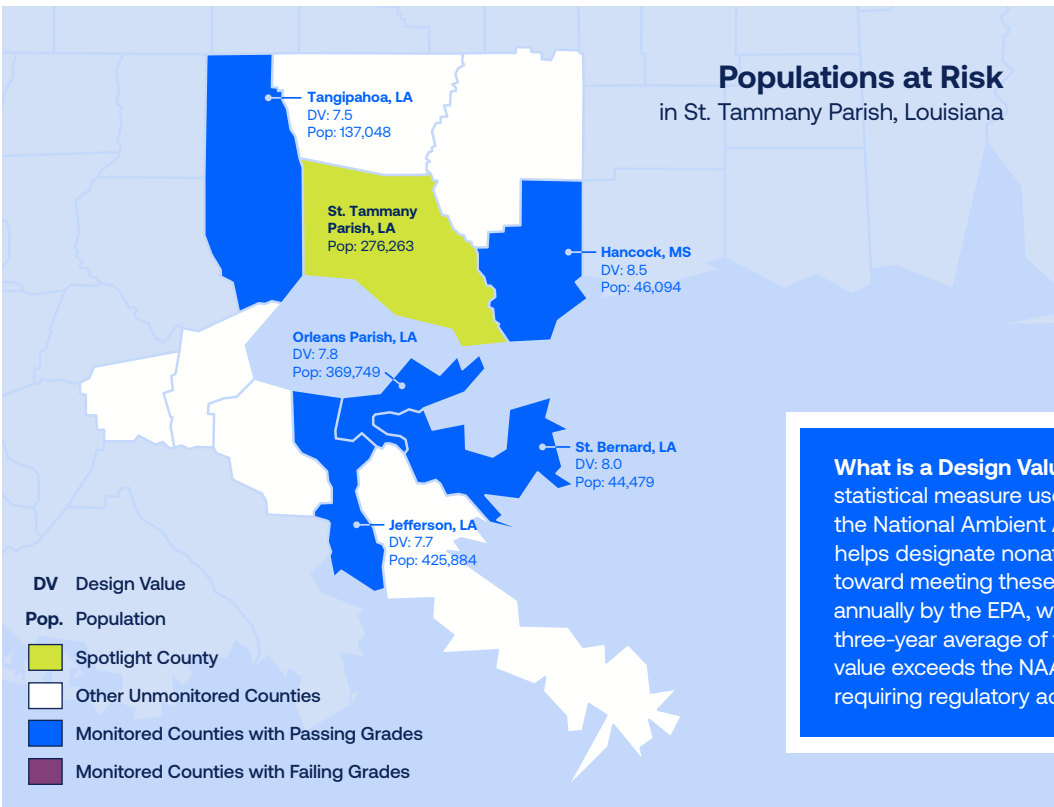 Populations at Risk
in St. Tammany Parish, Louisiana
Tangipahoa, LA
DV: 7.5
Pop: 137,048
St. Tammany
Parish, LA
Pop: 276,263
Hancock, MS
DV: 8.5
Pop: 46,094
Orleans Parish, LA
DV: 7.8
Pop: 369,749
St. Bernard, LA
DV: 8.0
Pop: 44,479
Jefferson, LA
DV: 7.7
Pop: 425,884
DV Design Value
Pop. Population
Spotlight County
Other Unmonitored Counties
Monitored Counties with Passing Grades
Monitored Counties with Failing Grades
What is a Design
statistical measure
the National Ambient
helps designate
toward meeting these
annually by the EPA,
three-year average of
value exceeds the
requiring regulatory